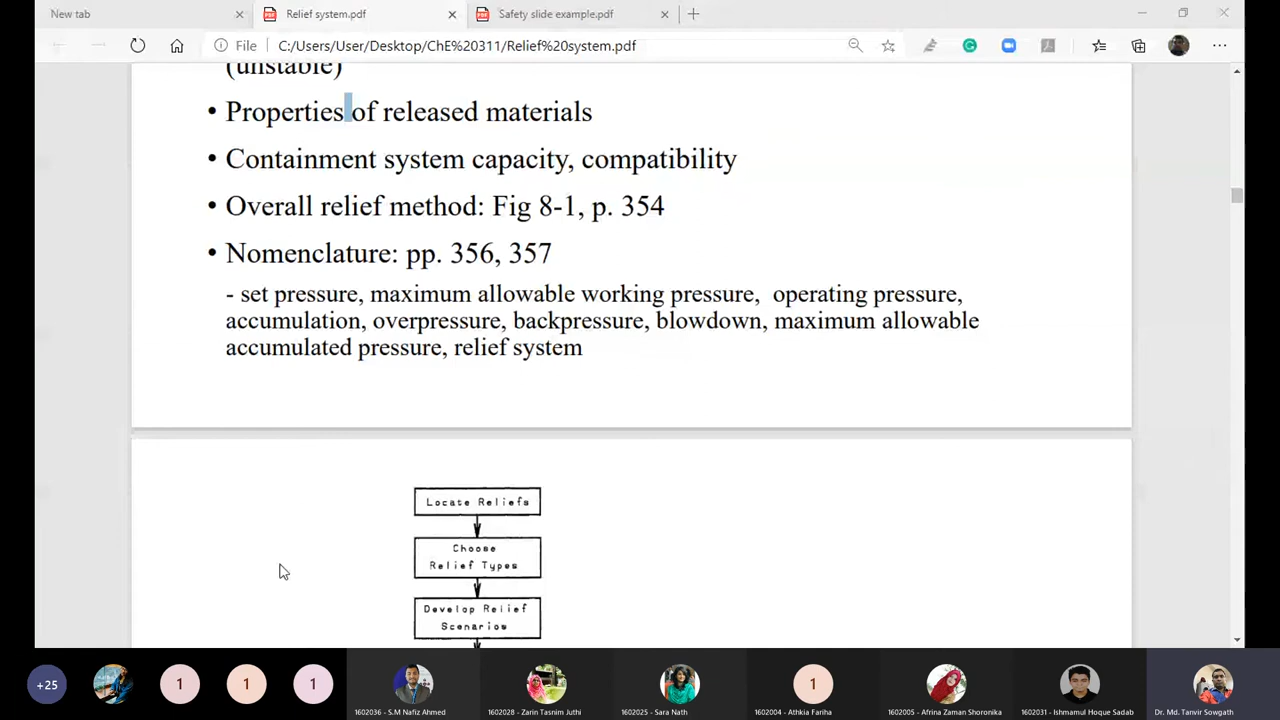 New tab
Relief system.pdf
Safety slide example.pdf
File
C:/Users/User/Desktop/ChE%20311/Relief%20system.pdf
(unstable)
• Properties of released materials
• Containment system capacity, compatibility
• Overall relief method: Fig 8-1, p. 354
• Nomenclature: pp. 356, 357
- set pressure, maximum allowable working pressure, operating pressure,
accumulation, overpressure, backpressure, blowdown, maximum allowable
accumulated pressure, relief system
Locate Reliefs
Choose
Relief Types
Develop Relief
Scenarios
+25
1
1
1
1
1602036 - S.M Nafiz Ahmed
1602028 - Zarin Tasnim Juthi
1602025 - Sara Nath
1602004 - Athkia Fariha
1602005 - Afrina Zaman Shoronika
1602031 - Ishmamul Hoque Sadab
Dr. Md. Tanvir Sowgath